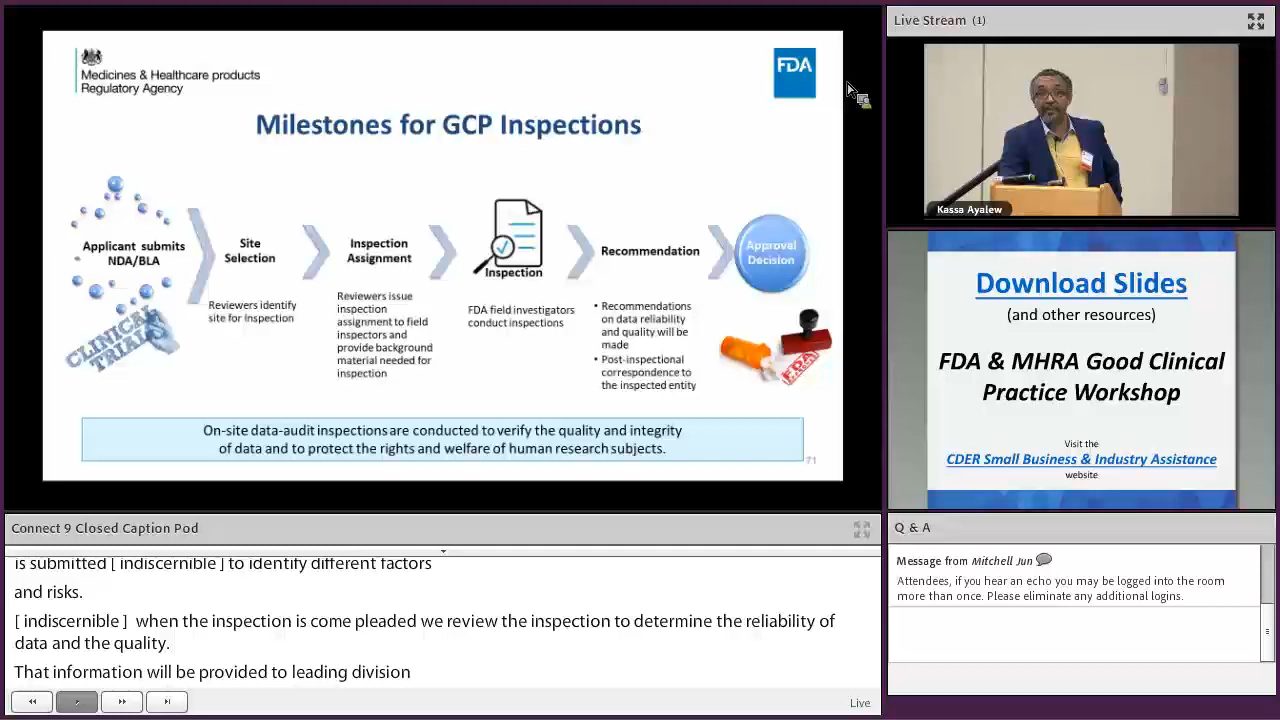 Medicines & Healthcare products
Regulatory Agency
FDA
Milestones for GCP Inspections
Applicant submits
NDA/BLA
CLINICAL
TRIALS
Site
Selection
Reviewers identify
site for inspection
Inspection
Assignment
Reviewers issue
inspection
assignment to field
inspectors and
provide background
material needed for
inspection
Inspection
FDA field investigators
conduct inspections
Recommendation
• Recommendations
on data reliability
and quality will be
made
• Post-inspectional
correspondence to
the inspected entity
Approval
Decision
FDA
On-site data-audit inspections are conducted to verify the quality and integrity
of data and to protect the rights and welfare of human research subjects.
71
Live Stream (1)
Kassa Ayalew
Download Slides
(and other resources)
FDA & MHRA Good Clinical
Practice Workshop
Visit the
CDER Small Business & Industry Assistance
website
Connect 9 Closed Caption Pod
is submitted [ indiscernible ] to identify different factors
and risks.
[ indiscernible ] when the inspection is come pleaded we review the inspection to determine the reliability of
data and the quality.
That information will be provided to leading division
Live
Q & A
Message from Mitchell Jun
Attendees, if you hear an echo you may be logged into the room
more than once. Please eliminate any additional logins.